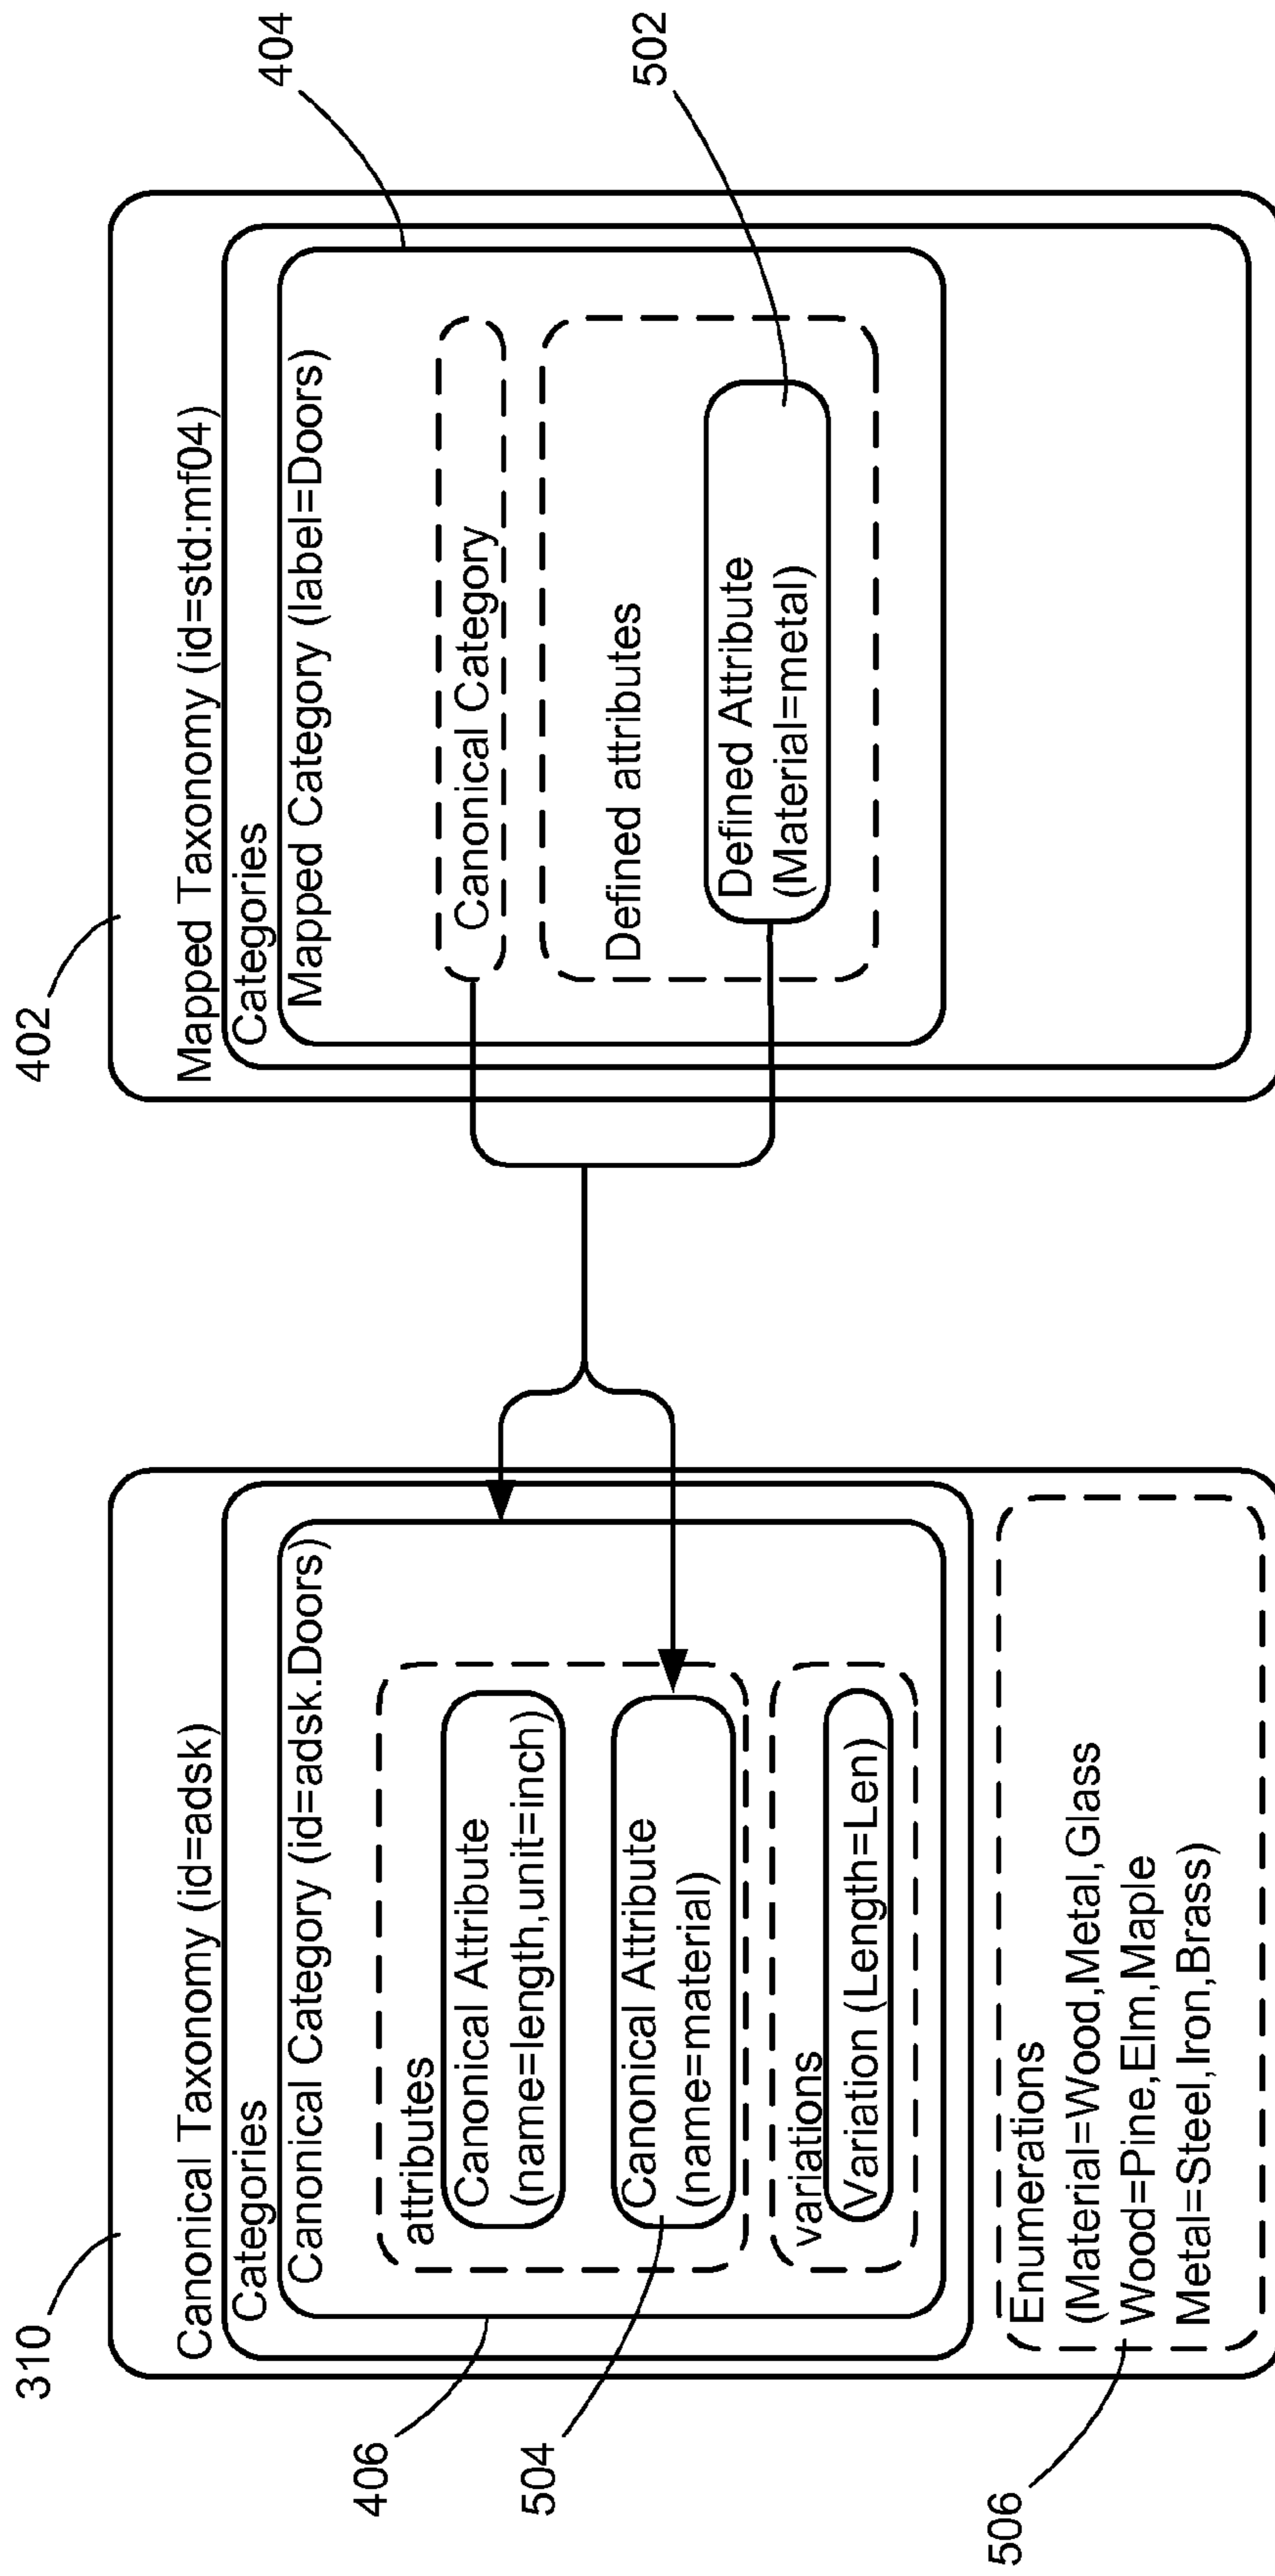 310
Canonical Taxonomy (id=adsk)
Categories
Canonical Category (id=adsk.Doors)
406
attributes
Canonical Attribute
(name=length,unit=inch)
504
Canonical Attribute
(name=material)
variations
Variation (Length=Len)
506
Enumerations
(Material=Wood,Metal,Glass
Wood=Pine,Elm,Maple
Metal=Steel,Iron,Brass)
402
Mapped Taxonomy (id=std:mf04)
Categories
404
Mapped Category (label=Doors)
Canonical Category
Defined attributes
502
Defined Attribute
(Material=metal)